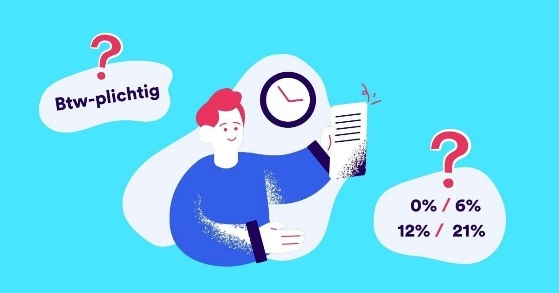 ?
Btw-plichtig
?
0% / 6%
12% / 21%